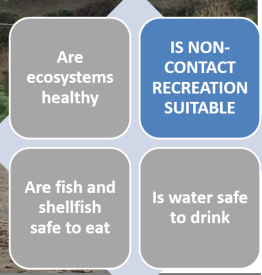 Are
ecosystems
healthy
IS NON-
CONTACT
RECREATION
SUITABLE
Are fish and
shellfish
safe to eat
Is water safe
to drink